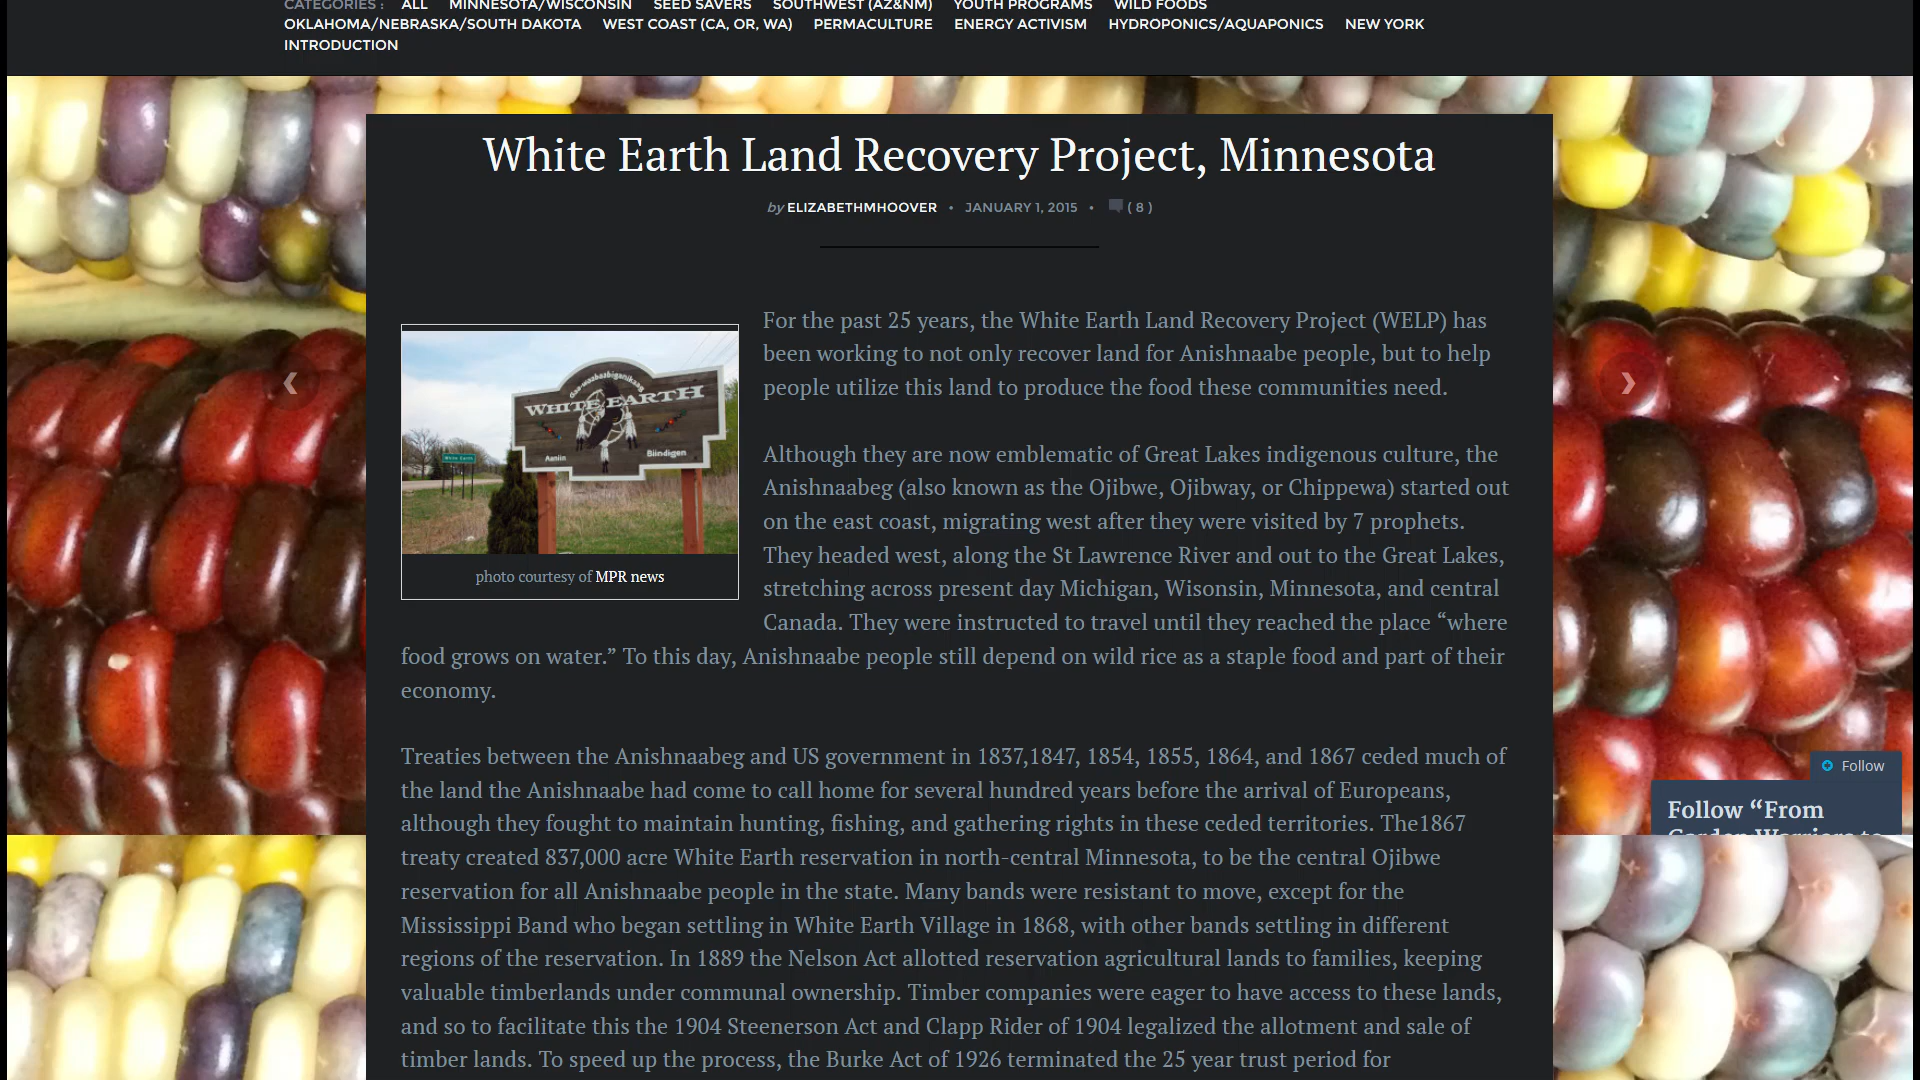 CATEGORIES : ALL MINNESOTA/WISCONSIN SEED SAVERS SOUTHWEST (AZ&NM) YOUTH PROGRAMS WILD FOODS
OKLAHOMA/NEBRASKA/SOUTH DAKOTA WEST COAST (CA, OR, WA) PERMACULTURE ENERGY ACTIVISM HYDROPONICS/AQUAPONICS NEW YORK
INTRODUCTION
White Earth Land Recovery Project, Minnesota
by ELIZABETHMHOOVER • JANUARY 1, 2015 • ( 8 )
Gaa-waabaabiganikaag
WHITE EARTH
White Earth
Aaniin
Biindigen
photo courtesy of MPR news
For the past 25 years, the White Earth Land Recovery Project (WELP) has
been working to not only recover land for Anishnaabe people, but to help
people utilize this land to produce the food these communities need.
Although they are now emblematic of Great Lakes indigenous culture, the
Anishnaabeg (also known as the Ojibwe, Ojibway, or Chippewa) started out
on the east coast, migrating west after they were visited by 7 prophets.
They headed west, along the St Lawrence River and out to the Great Lakes,
stretching across present day Michigan, Wisonsin, Minnesota, and central
Canada. They were instructed to travel until they reached the place “where
food grows on water.” To this day, Anishnaabe people still depend on wild rice as a staple food and part of their
economy.
Treaties between the Anishnaabeg and US government in 1837,1847, 1854, 1855, 1864, and 1867 ceded much of
the land the Anishnaabe had come to call home for several hundred years before the arrival of Europeans,
although they fought to maintain hunting, fishing, and gathering rights in these ceded territories. The1867
treaty created 837,000 acre White Earth reservation in north-central Minnesota, to be the central Ojibwe
reservation for all Anishnaabe people in the state. Many bands were resistant to move, except for the
Mississippi Band who began settling in White Earth Village in 1868, with other bands settling in different
regions of the reservation. In 1889 the Nelson Act allotted reservation agricultural lands to families, keeping
valuable timberlands under communal ownership. Timber companies were eager to have access to these lands,
and so to facilitate this the 1904 Steenerson Act and Clapp Rider of 1904 legalized the allotment and sale of
timber lands. To speed up the process, the Burke Act of 1926 terminated the 25 year trust period for
Follow
Follow “From
Garden Warriors to